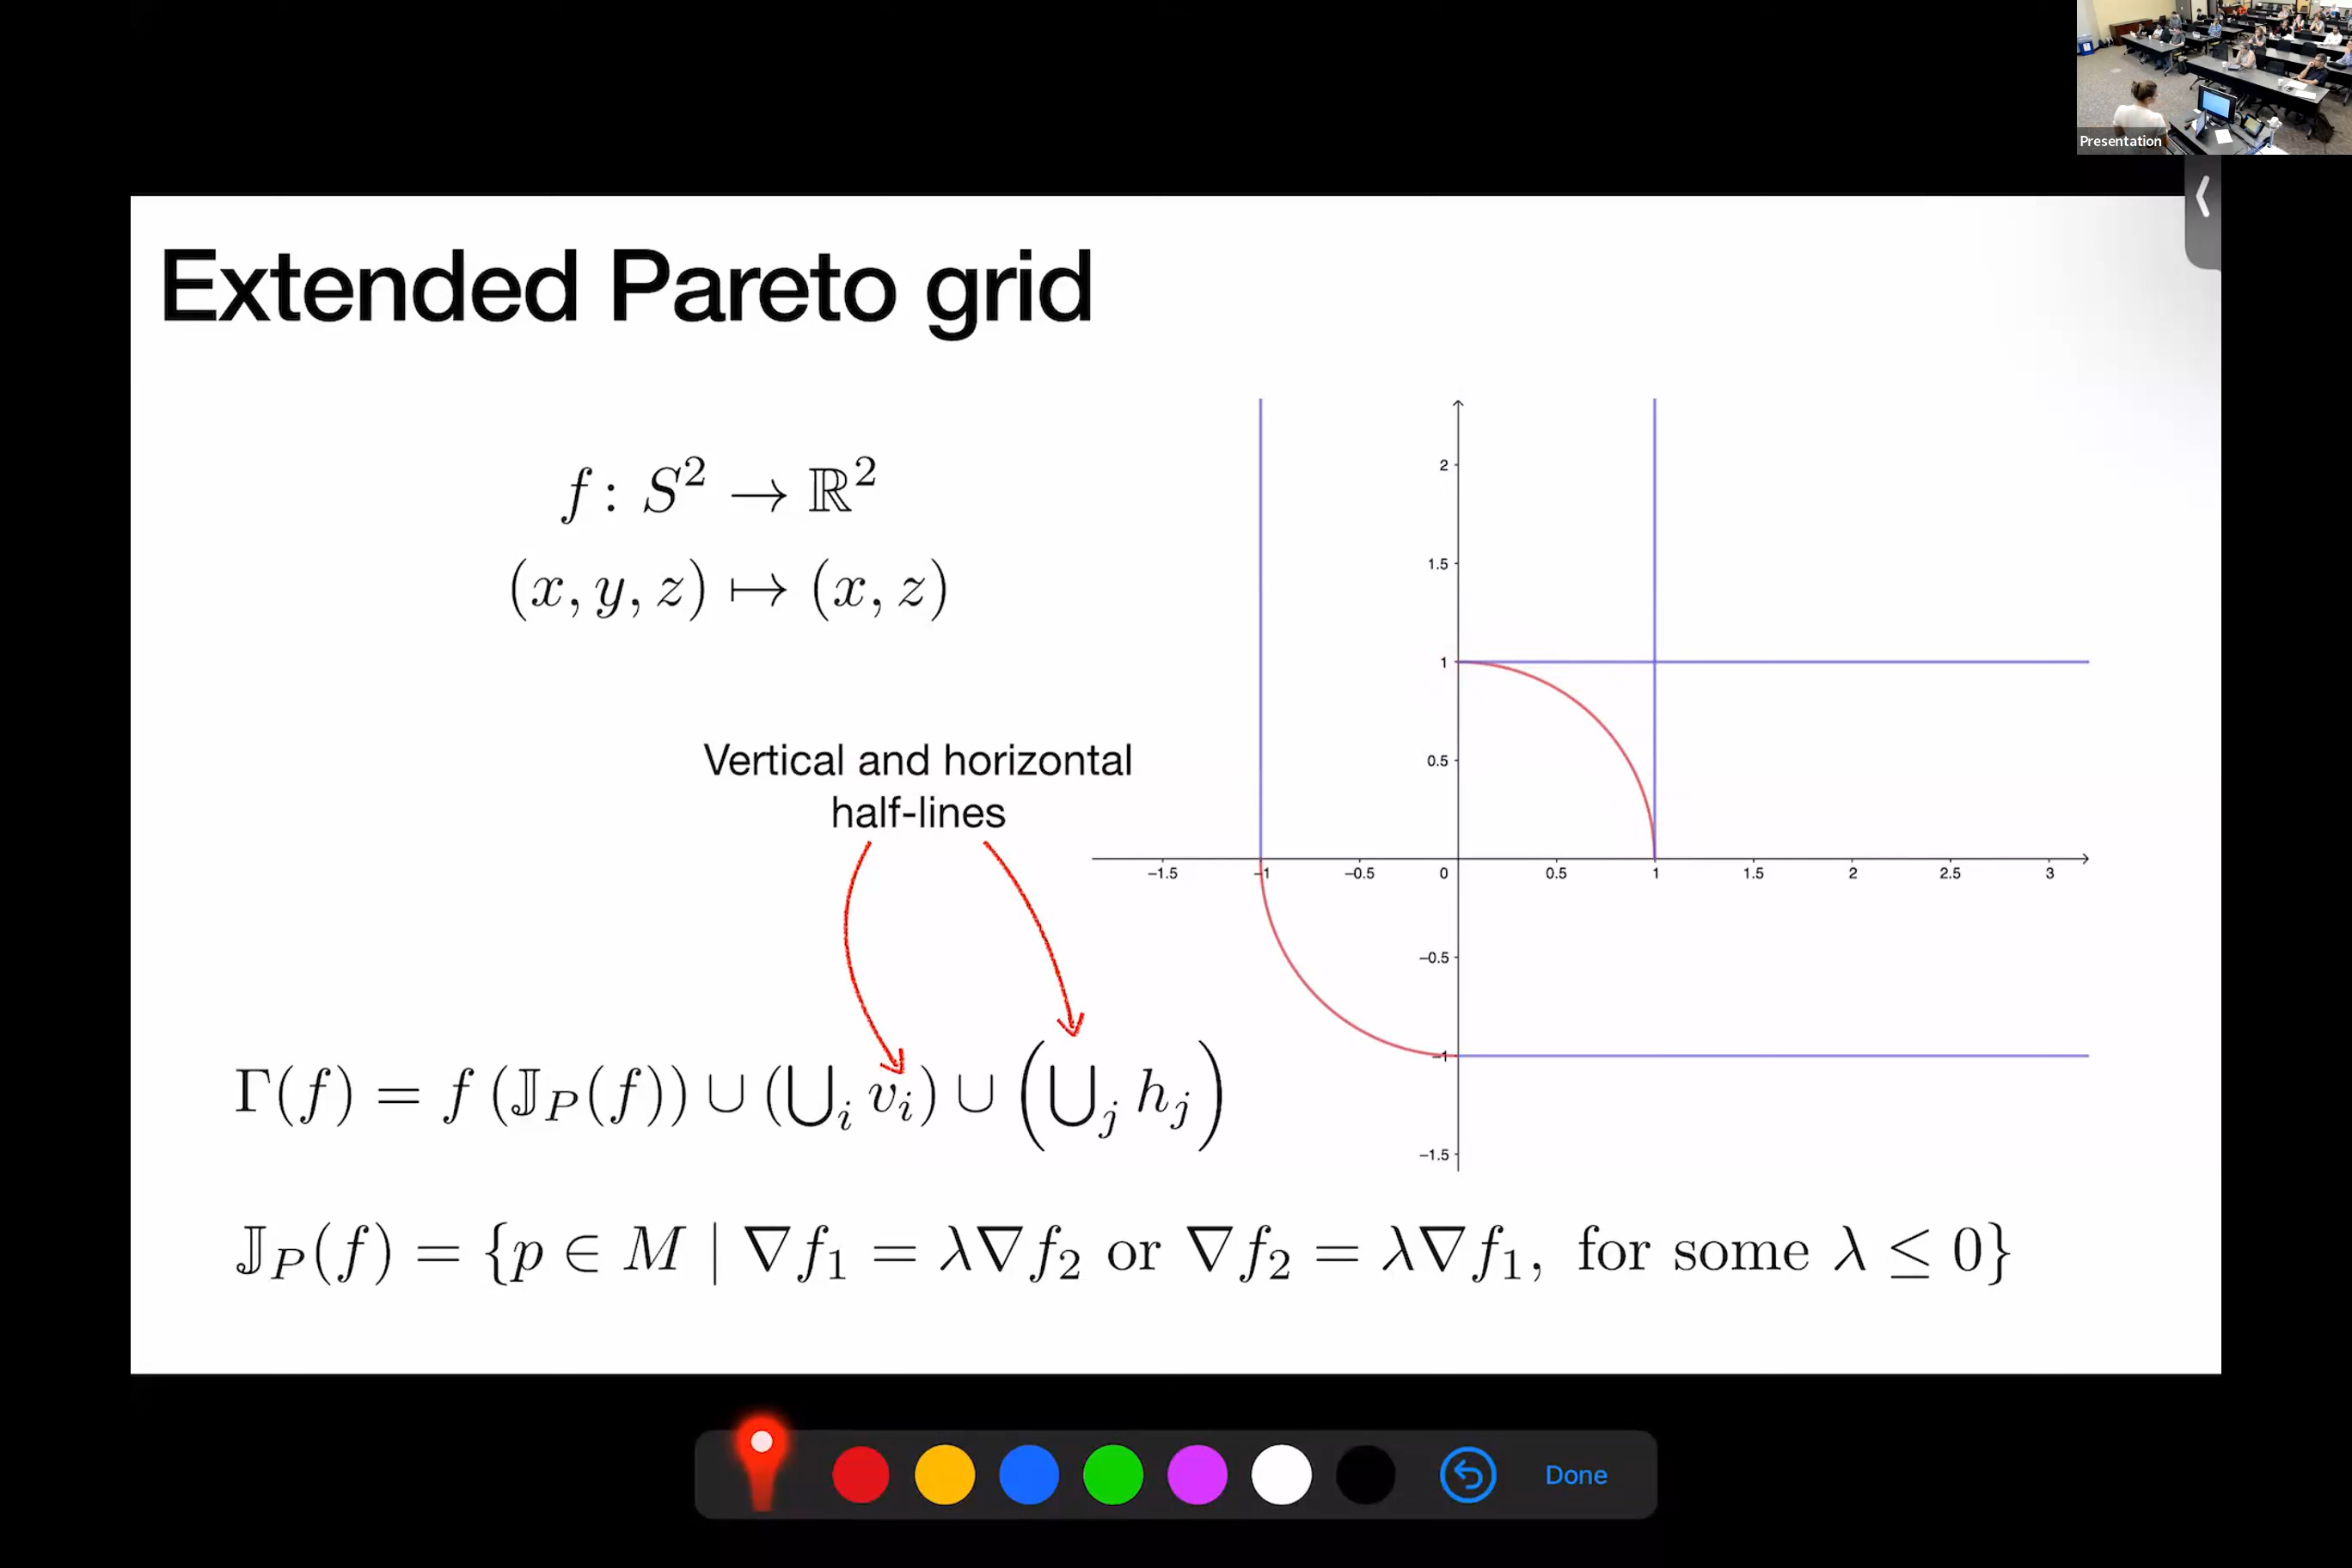 Presentation
Extended Pareto grid
f : S² → ℝ²
(x, y, z) ↦ (x, z)
Vertical and horizontal
half-lines
2
1.5
1
0.5
-1.5 -1 -0.5 0 0.5 1 1.5 2 2.5 3
-0.5
-1
-1.5
Γ(f) = f (𝕁_P(f)) ∪ (⋃_i v_i) ∪ (⋃_j h_j)
𝕁_P(f) = {p ∈ M | ∇f₁ = λ∇f₂ or ∇f₂ = λ∇f₁, for some λ ≤ 0}
Done